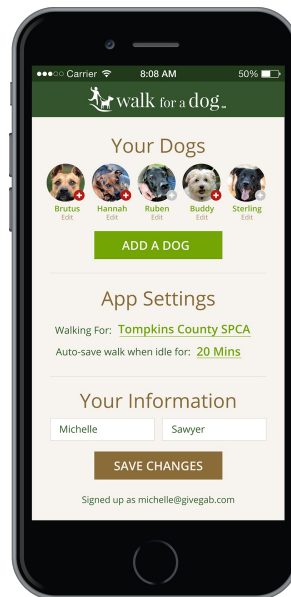 Carrier 8:08 AM 50%
walk for a dog™
Your Dogs
Brutus Hannah Ruben Buddy Sterling
Edit Edit Edit Edit Edit
ADD A DOG
App Settings
Walking For: Tompkins County SPCA
Auto-save walk when idle for: 20 Mins
Your Information
Michelle Sawyer
SAVE CHANGES
Signed up as michelle@givegab.com